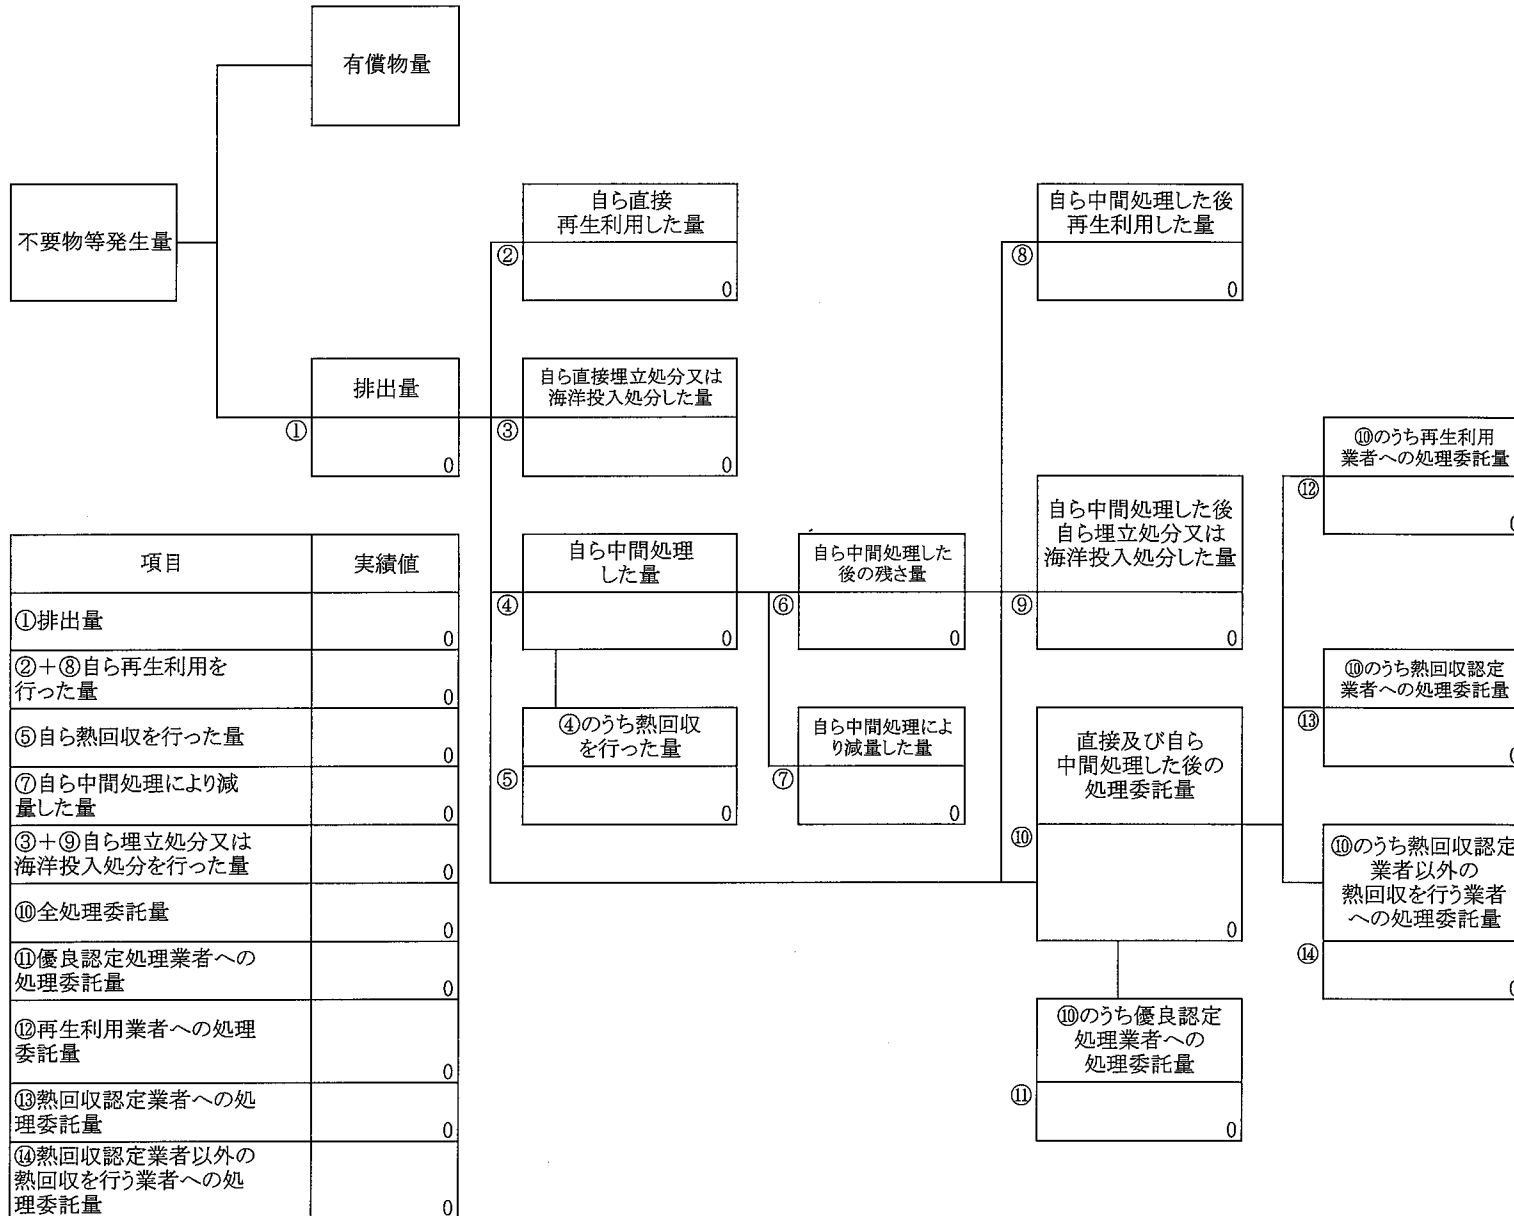 有償物量
不要物等発生量
自ら直接
再生利用した量
②
0
自ら中間処理した後
再生利用した量
⑧
0
排出量
①
0
自ら直接埋立処分又は
海洋投入処分した量
③
0
⑩のうち再生利用
業者への処理委託量
⑫
0
自ら中間処理
した量
④
0
自ら中間処理した
後の残さ量
⑥
0
自ら中間処理した後
自ら埋立処分又は
海洋投入処分した量
⑨
0
⑩のうち熱回収認定
業者への処理委託量
⑬
0
④のうち熱回収
を行った量
⑤
0
自ら中間処理によ
り減量した量
⑦
0
直接及び自ら
中間処理した後の
処理委託量
⑩
0
⑩のうち熱回収認定
業者以外の
熱回収を行う業者
への処理委託量
⑭
0
⑩のうち優良認定
処理業者への
処理委託量
⑪
0
項目 実績値
①排出量
0
②＋⑧自ら再生利用を
行った量
0
⑤自ら熱回収を行った量
0
⑦自ら中間処理により減
量した量
0
③＋⑨自ら埋立処分又は
海洋投入処分を行った量
0
⑩全処理委託量
0
⑪優良認定処理業者への
処理委託量
0
⑫再生利用業者への処理
委託量
0
⑬熱回収認定業者への処
理委託量
0
⑭熱回収認定業者以外の
熱回収を行う業者への処
理委託量
0